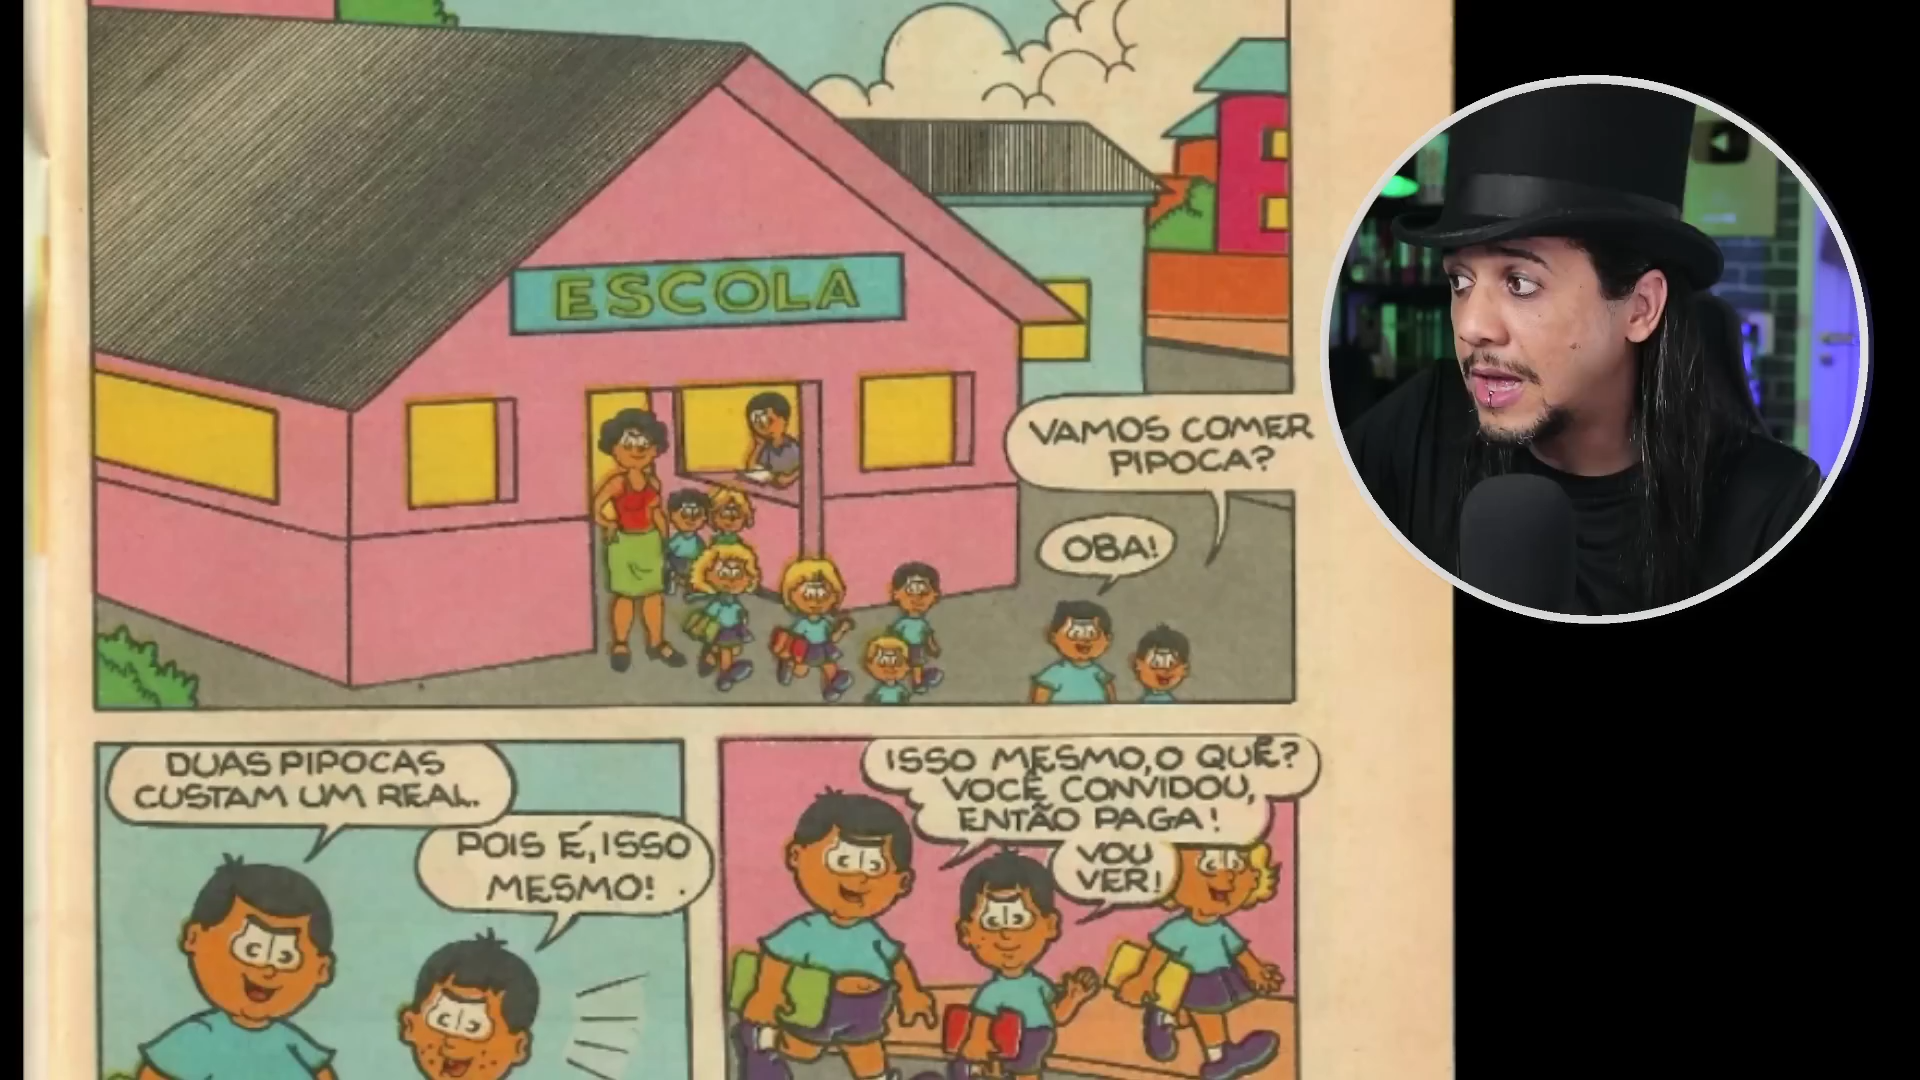 ESCOLA
VAMOS COMER
PIPOCA?
OBA!
DUAS PIPOCAS
CUSTAM UM REAL.
POIS É, ISSO
MESMO!
ISSO MESMO, O QUÊ?
VOCÊ CONVIDOU,
ENTÃO PAGA!
VOU
VER!